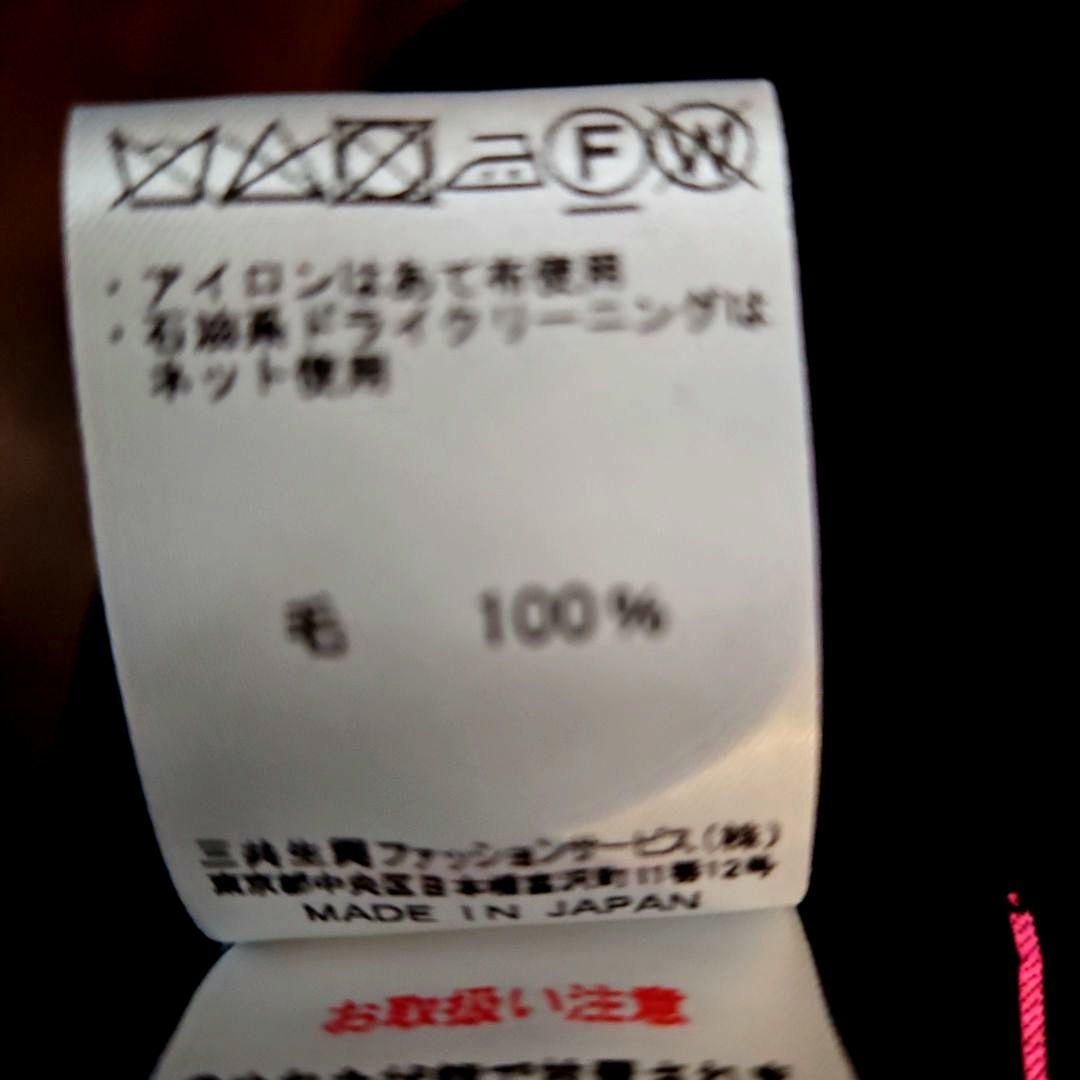 F W
・アイロンはあて布使用
・石油系ドライクリーニングは
ネット使用
毛 100%
三共生興ファッションサービス(株)
東京都中央区日本橋富沢町11番12号
MADE IN JAPAN
お取扱い注意